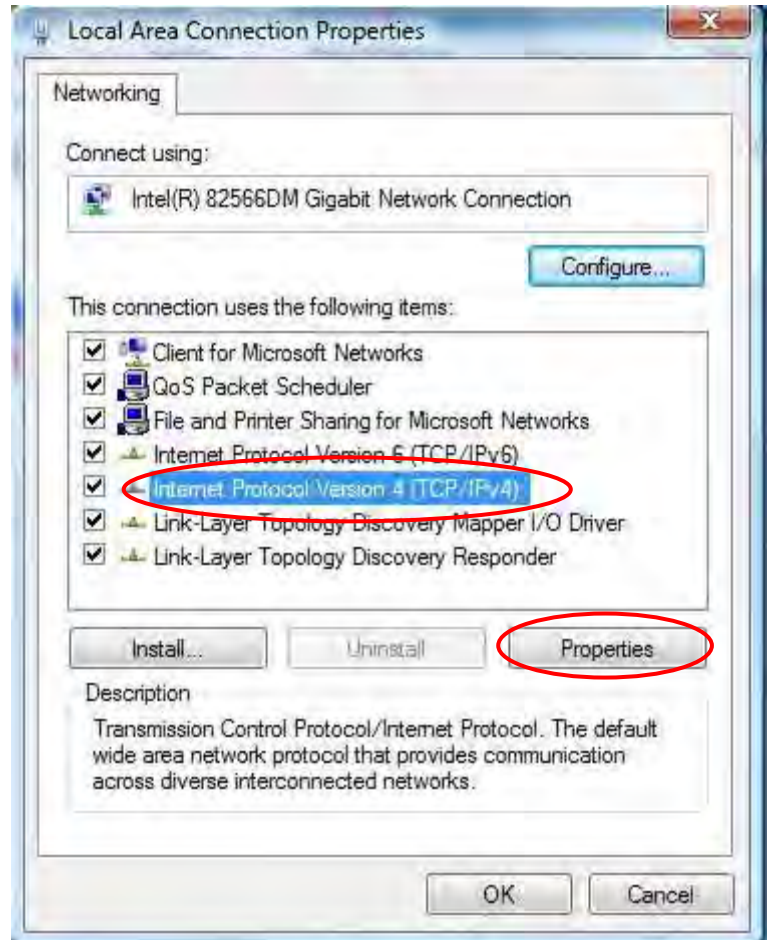 Local Area Connection Properties
Networking
Connect using:
Intel(R) 82566DM Gigabit Network Connection
Configure...
This connection uses the following items:
Client for Microsoft Networks
QoS Packet Scheduler
File and Printer Sharing for Microsoft Networks
Internet Protocol Version 6 (TCP/IPv6)
Internet Protocol Version 4 (TCP/IPv4)
Link-Layer Topology Discovery Mapper I/O Driver
Link-Layer Topology Discovery Responder
Install... Uninstall Properties
Description
Transmission Control Protocol/Internet Protocol. The default
wide area network protocol that provides communication
across diverse interconnected networks.
OK Cancel